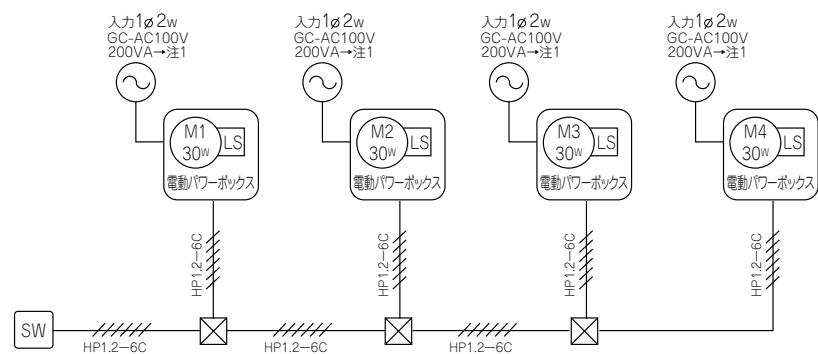 入力1ø2W
GC-AC100V
200VA→注1
入力1ø2W
GC-AC100V
200VA→注1
入力1ø2W
GC-AC100V
200VA→注1
入力1ø2W
GC-AC100V
200VA→注1
M1
30W
LS
電動パワーボックス
M2
30W
LS
電動パワーボックス
M3
30W
LS
電動パワーボックス
M4
30W
LS
電動パワーボックス
HP1.2−6C
HP1.2−6C
HP1.2−6C
HP1.2−6C
SW
HP1.2−6C
HP1.2−6C
HP1.2−6C